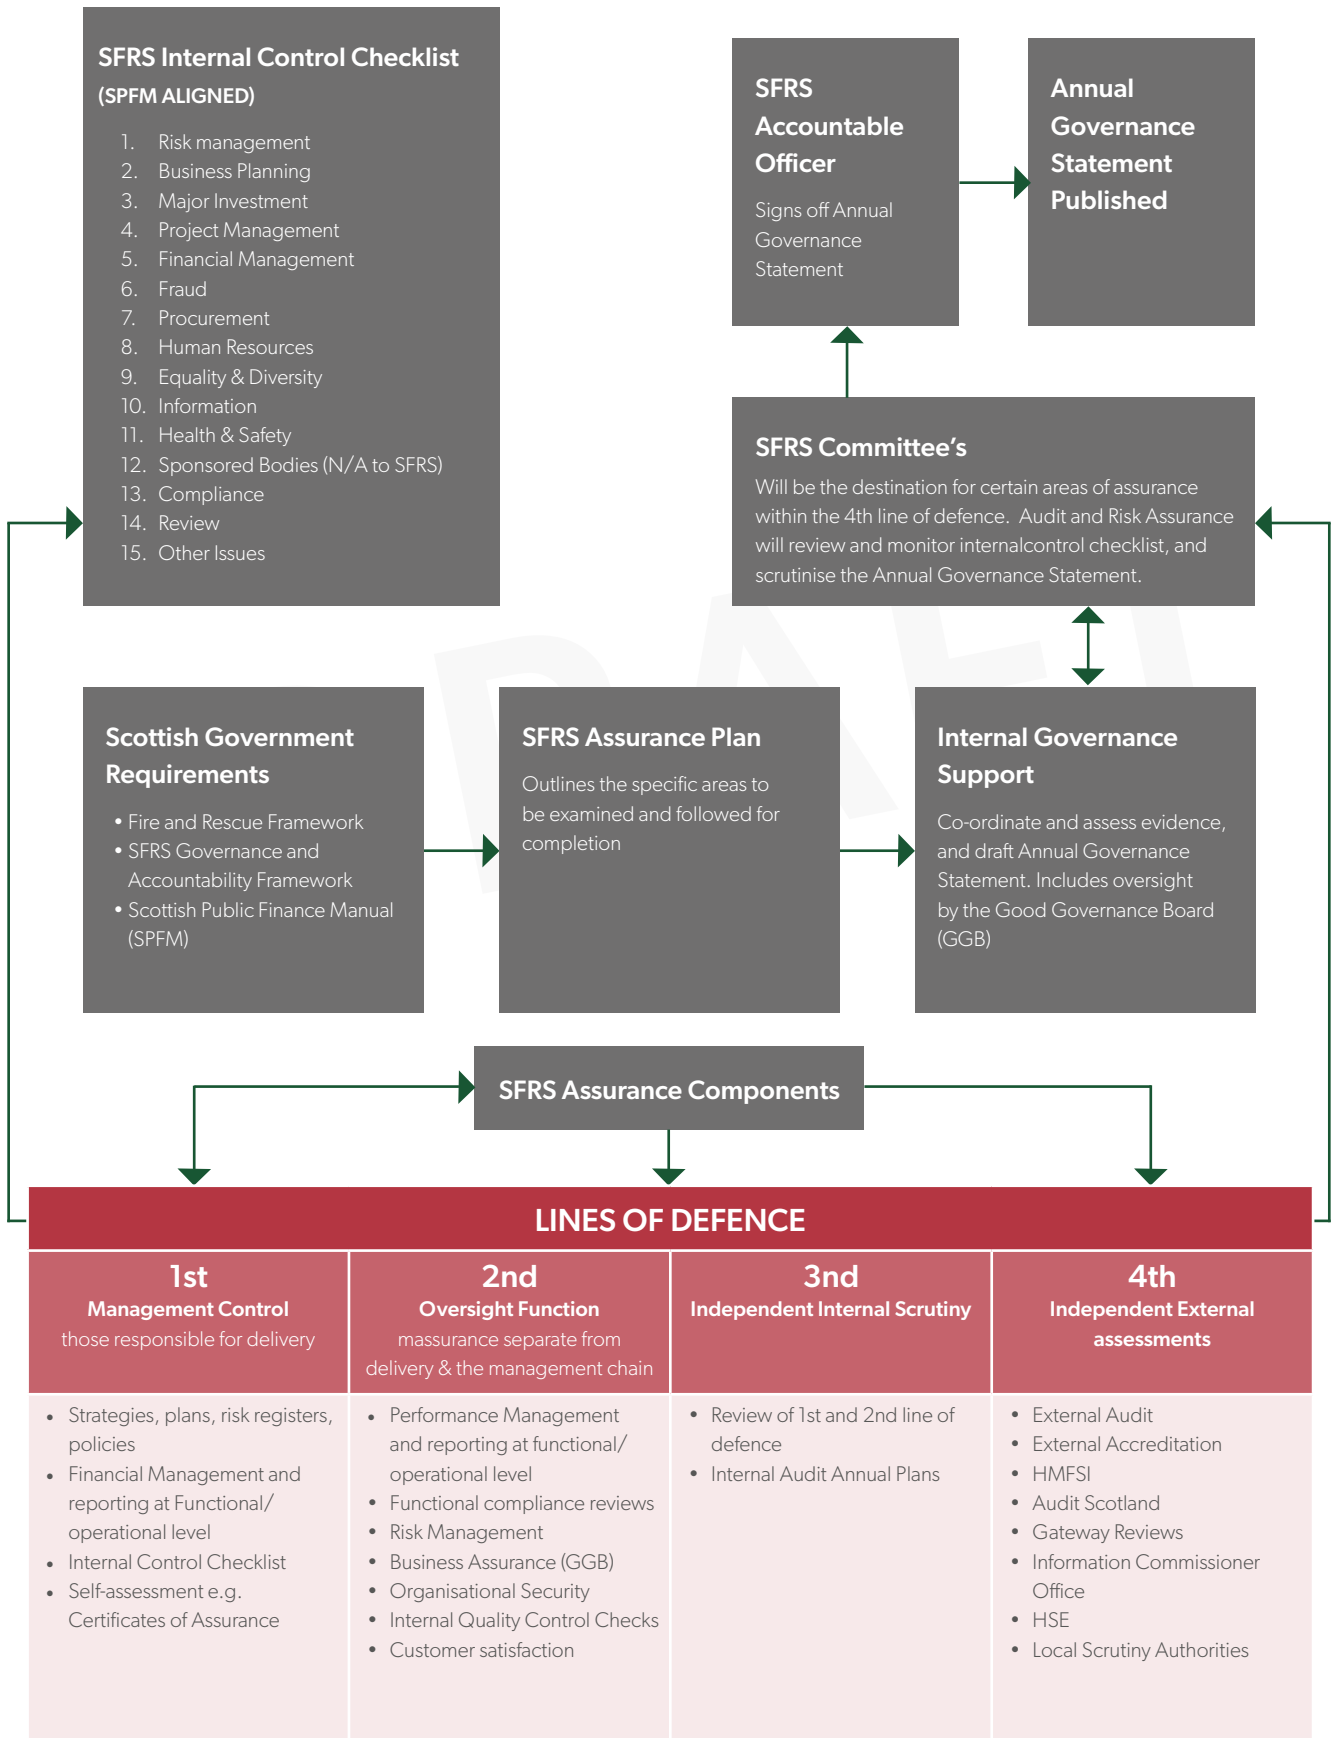 SFRS Internal Control Checklist
(SPFM ALIGNED)
1. Risk management
2. Business Planning
3. Major Investment
4. Project Management
5. Financial Management
6. Fraud
7. Procurement
8. Human Resources
9. Equality & Diversity
10. Information
11. Health & Safety
12. Sponsored Bodies (N/A to SFRS)
13. Compliance
14. Review
15. Other Issues
SFRS
Accountable
Officer
Signs off Annual
Governance
Statement
Annual
Governance
Statement
Published
SFRS Committee's
Will be the destination for certain areas of assurance
within the 4th line of defence. Audit and Risk Assurance
will review and monitor internalcontrol checklist, and
scrutinise the Annual Governance Statement.
DRAFT
Scottish Government
Requirements
• Fire and Rescue Framework
• SFRS Governance and
Accountability Framework
• Scottish Public Finance Manual
(SPFM)
SFRS Assurance Plan
Outlines the specific areas to
be examined and followed for
completion
Internal Governance
Support
Co-ordinate and assess evidence,
and draft Annual Governance
Statement. Includes oversight
by the Good Governance Board
(GGB)
SFRS Assurance Components
LINES OF DEFENCE
1st
Management Control
those responsible for delivery
• Strategies, plans, risk registers,
policies
• Financial Management and
reporting at Functional/
operational level
• Internal Control Checklist
• Self-assessment e.g.
Certificates of Assurance
2nd
Oversight Function
massurance separate from
delivery & the management chain
• Performance Management
and reporting at functional/
operational level
• Functional compliance reviews
• Risk Management
• Business Assurance (GGB)
• Organisational Security
• Internal Quality Control Checks
• Customer satisfaction
3nd
Independent Internal Scrutiny
• Review of 1st and 2nd line of
defence
• Internal Audit Annual Plans
4th
Independent External
assessments
• External Audit
• External Accreditation
• HMFSI
• Audit Scotland
• Gateway Reviews
• Information Commissioner
Office
• HSE
• Local Scrutiny Authorities